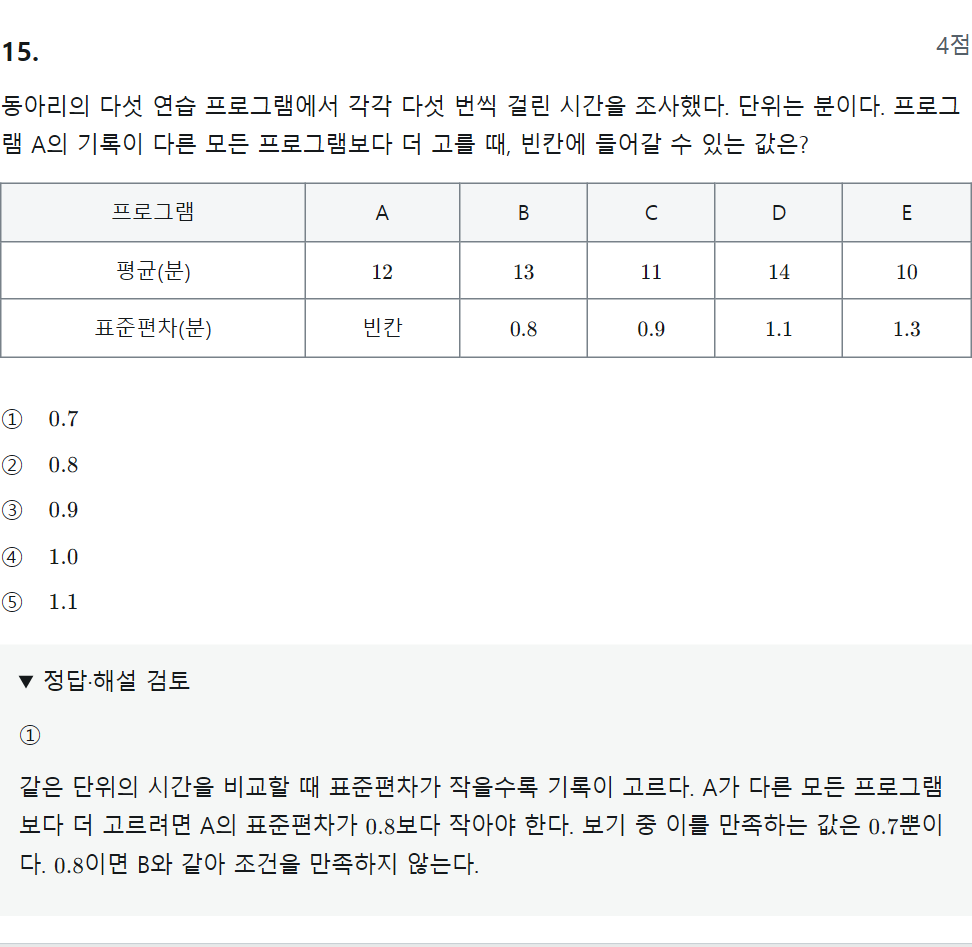 15.
4점
동아리의 다섯 연습 프로그램에서 각각 다섯 번씩 걸린 시간을 조사했다. 단위는 분이다. 프로그
램 A의 기록이 다른 모든 프로그램보다 더 고를 때, 빈칸에 들어갈 수 있는 값은?
프로그램 A B C D E
평균(분) 12 13 11 14 10
표준편차(분) 빈칸 0.8 0.9 1.1 1.3
① 0.7
② 0.8
③ 0.9
④ 1.0
⑤ 1.1
▼ 정답·해설 검토
①
같은 단위의 시간을 비교할 때 표준편차가 작을수록 기록이 고르다. A가 다른 모든 프로그램
보다 더 고르려면 A의 표준편차가 0.8보다 작아야 한다. 보기 중 이를 만족하는 값은 0.7뿐이
다. 0.8이면 B와 같아 조건을 만족하지 않는다.